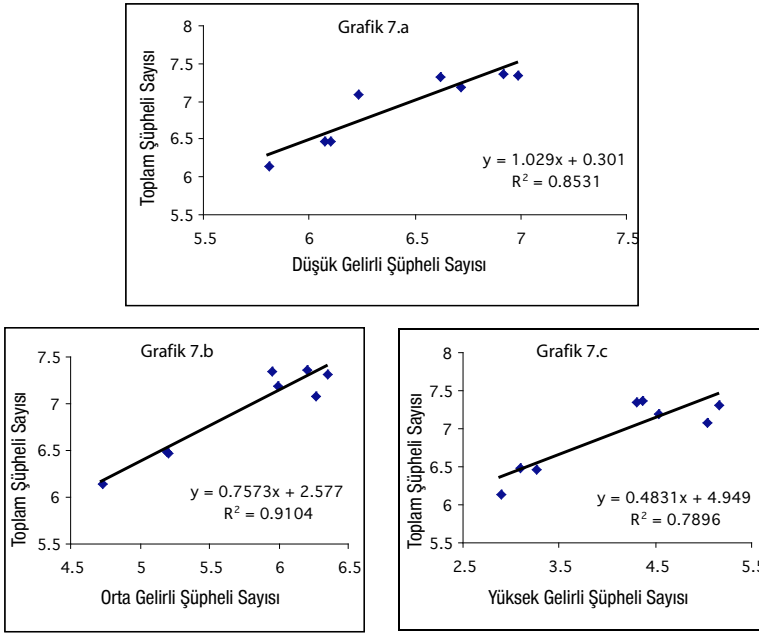 Grafik 7.a
Toplam Şüpheli Sayısı
8
7.5
7
6.5
6
5.5
y = 1.029x + 0.301
R² = 0.8531
5.5 6 6.5 7 7.5
Düşük Gelirli Şüpheli Sayısı
Grafik 7.b
Toplam Şüpheli Sayısı
7.5
7
6.5
6
5.5
y = 0.7573x + 2.577
R² = 0.9104
4.5 5 5.5 6 6.5
Orta Gelirli Şüpheli Sayısı
Grafik 7.c
Toplam Şüpheli Sayısı
8
7.5
7
6.5
6
5.5
y = 0.4831x + 4.949
R² = 0.7896
2.5 3.5 4.5 5.5
Yüksek Gelirli Şüpheli Sayısı